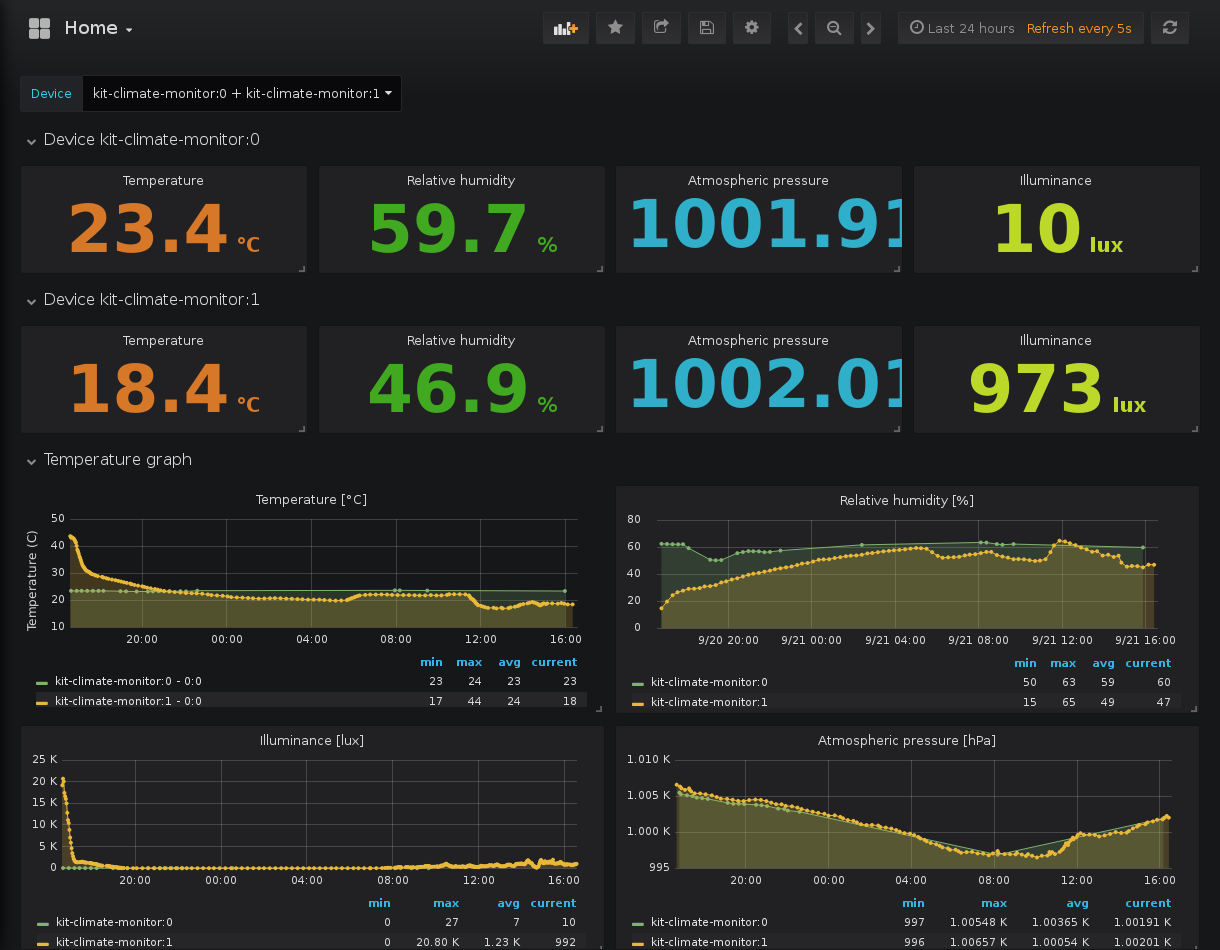 Home
Last 24 hours Refresh every 5s
Device kit-climate-monitor:0 + kit-climate-monitor:1
Device kit-climate-monitor:0
Temperature Relative humidity Atmospheric pressure Illuminance
23.4 °C 59.7 % 1001.91 10 lux
Device kit-climate-monitor:1
Temperature Relative humidity Atmospheric pressure Illuminance
18.4 °C 46.9 % 1002.01 973 lux
Temperature graph
Temperature [°C]
Temperature (C)
50
40
30
20
10
20:00 00:00 04:00 08:00 12:00 16:00
min max avg current
kit-climate-monitor:0 - 0:0 23 24 23 23
kit-climate-monitor:1 - 0:0 17 44 24 18
Relative humidity [%]
80
60
40
20
0
9/20 20:00 9/21 00:00 9/21 04:00 9/21 08:00 9/21 12:00 9/21 16:00
min max avg current
kit-climate-monitor:0 50 63 59 60
kit-climate-monitor:1 15 65 49 47
Illuminance [lux]
25 K
20 K
15 K
10 K
5 K
0
20:00 00:00 04:00 08:00 12:00 16:00
min max avg current
kit-climate-monitor:0 0 27 7 10
kit-climate-monitor:1 0 20.80 K 1.23 K 992
Atmospheric pressure [hPa]
1.010 K
1.005 K
1.000 K
995
20:00 00:00 04:00 08:00 12:00 16:00
min max avg current
kit-climate-monitor:0 997 1.00548 K 1.00365 K 1.00191 K
kit-climate-monitor:1 996 1.00657 K 1.00054 K 1.00201 K